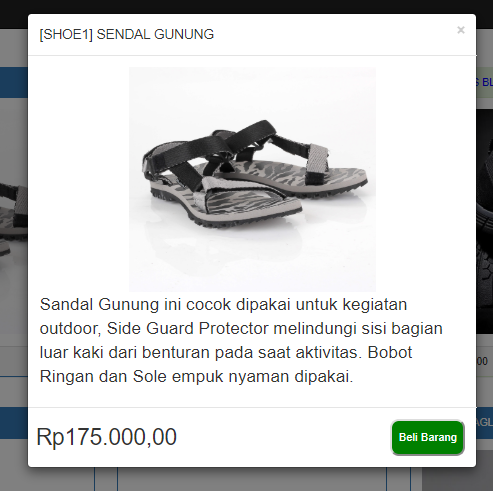 [SHOE1] SENDAL GUNUNG
×
Sandal Gunung ini cocok dipakai untuk kegiatan
outdoor, Side Guard Protector melindungi sisi bagian
luar kaki dari benturan pada saat aktivitas. Bobot
Ringan dan Sole empuk nyaman dipakai.
Rp175.000,00
Beli Barang